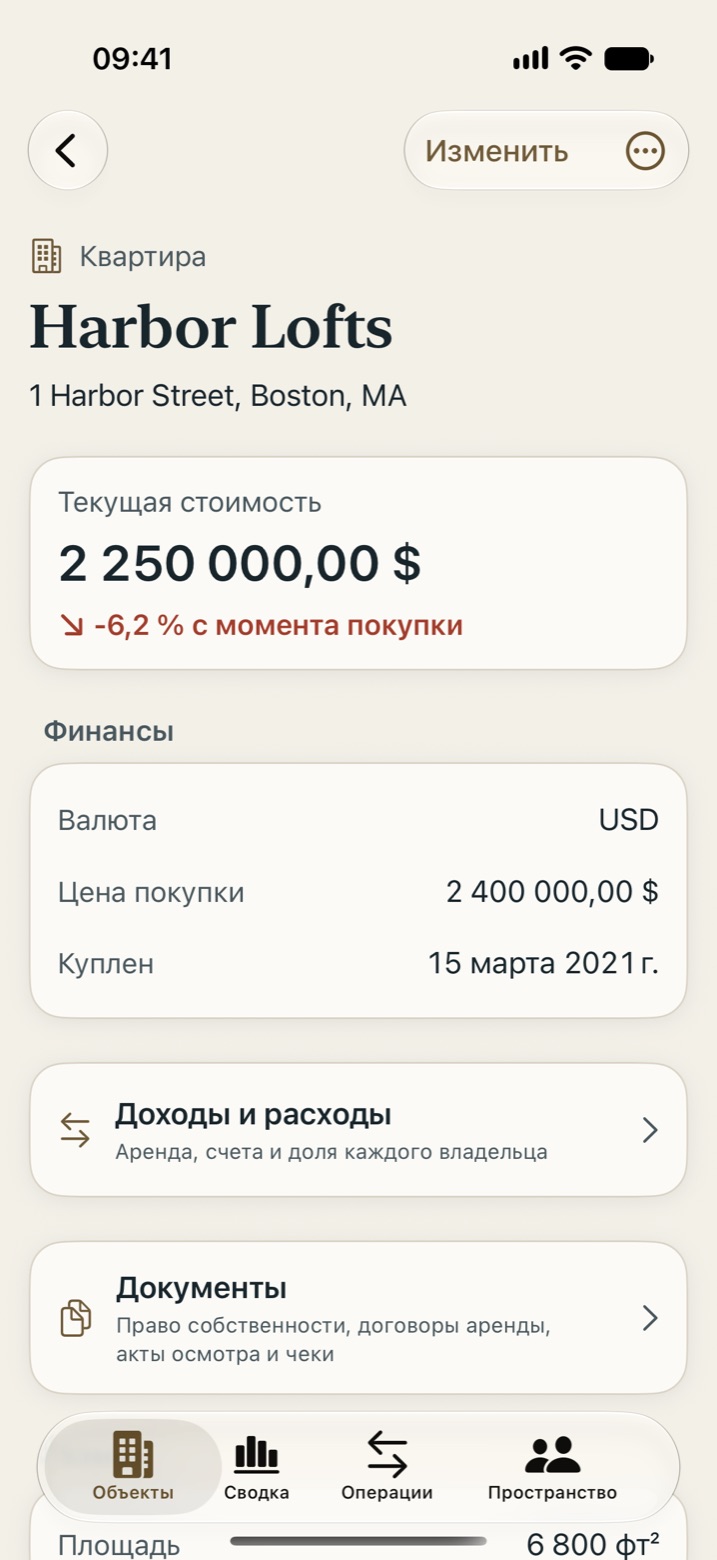 09:41
Изменить
Квартира
Harbor Lofts
1 Harbor Street, Boston, MA
Текущая стоимость
2 250 000,00 $
-6,2 % с момента покупки
Финансы
Валюта USD
Цена покупки 2 400 000,00 $
Куплен 15 марта 2021 г.
Доходы и расходы
Аренда, счета и доля каждого владельца
Документы
Право собственности, договоры аренды,
акты осмотра и чеки
Объекты Сводка Операции Пространство
Площадь 6 800 фт²